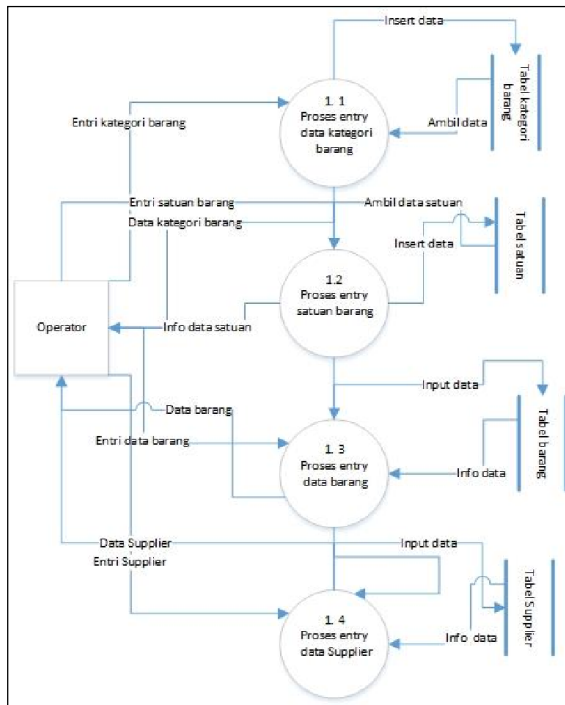 Insert data
1. 1
Proses entry
data kategori
barang
Tabel kategori
barang
Entri kategori barang
Ambil data
Entri satuan barang
Ambil data satuan
Data kategori barang
Insert data
Tabel satuan
1.2
Proses entry
satuan barang
Operator
Info data satuan
Input data
Data barang
Tabel barang
Entri data barang
1. 3
Proses entry
data barang
Info data
Data Supplier
Input data
Entri Supplier
Tabel Supplier
1. 4
Proses entry
data Supplier
Info data